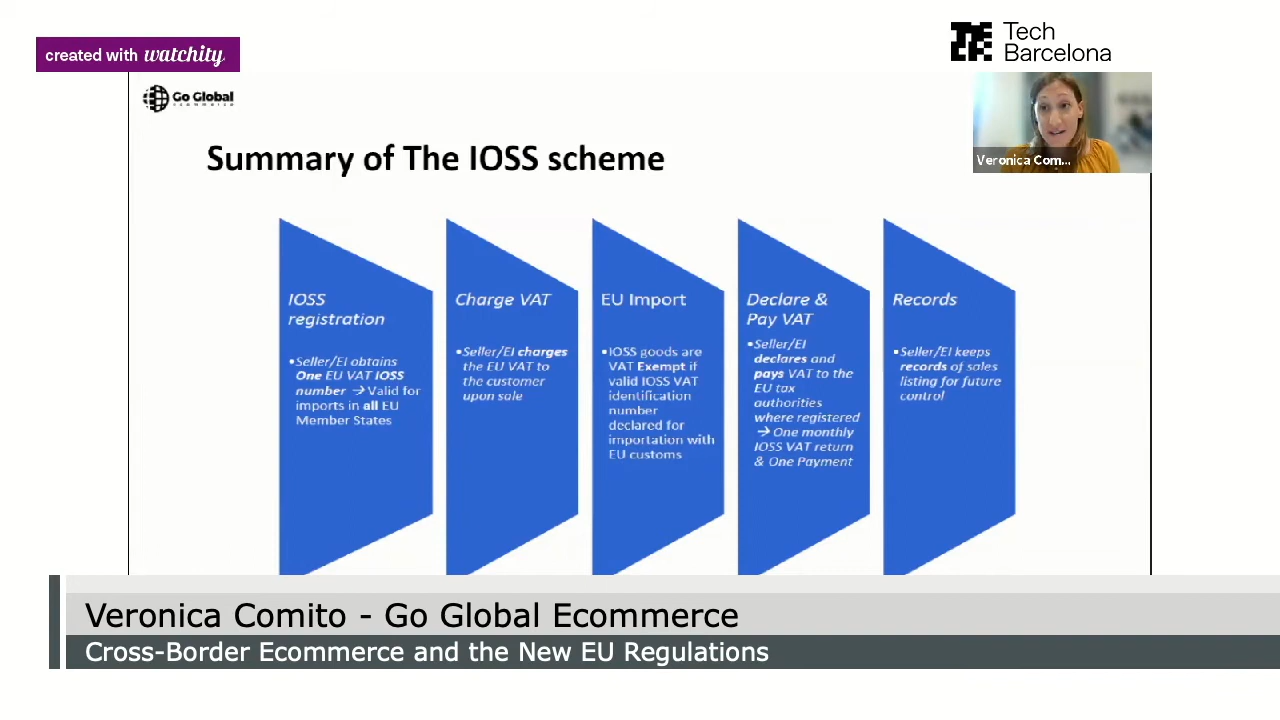 created with watchity
Tech
Barcelona
Go Global
ecommerce
Veronica Com...
Summary of The IOSS scheme
IOSS
registration
▪Seller/EI obtains
One EU VAT IOSS
number → Valid for
imports in all EU
Member States
Charge VAT
▪Seller/EI charges
the EU VAT to
the customer
upon sale
EU Import
▪IOSS goods are
VAT Exempt if
valid IOSS VAT
identification
number
declared for
importation with
EU customs
Declare &
Pay VAT
▪Seller/EI
declares and
pays VAT to the
EU tax
authorities
where registered
→ One monthly
IOSS VAT return
& One Payment
Records
▪Seller/EI keeps
records of sales
listing for future
control
Veronica Comito - Go Global Ecommerce
Cross-Border Ecommerce and the New EU Regulations